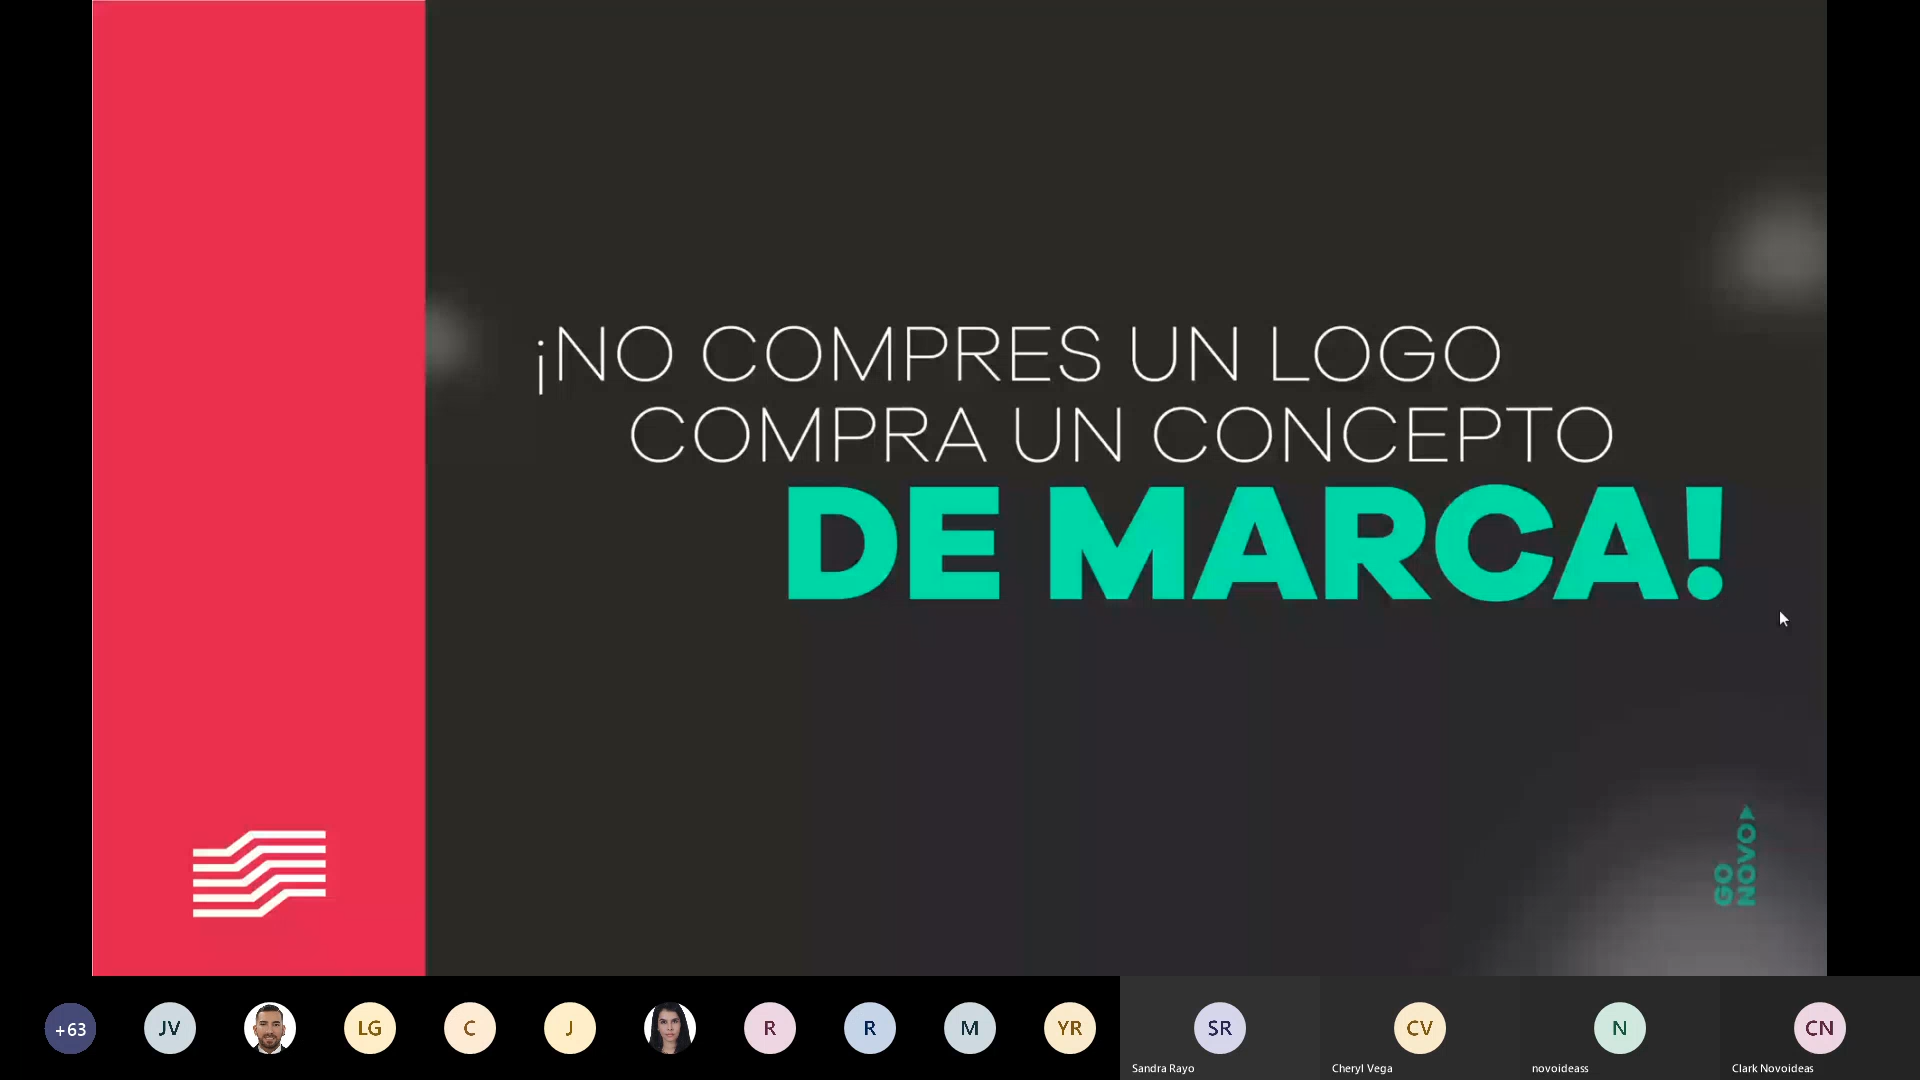 ¡NO COMPRES UN LOGO
COMPRA UN CONCEPTO
DE MARCA!
GO
NOVO
+63
JV
LG
C
J
R
R
M
YR
SR
Sandra Rayo
CV
Cheryl Vega
N
novoideass
CN
Clark Novoideas